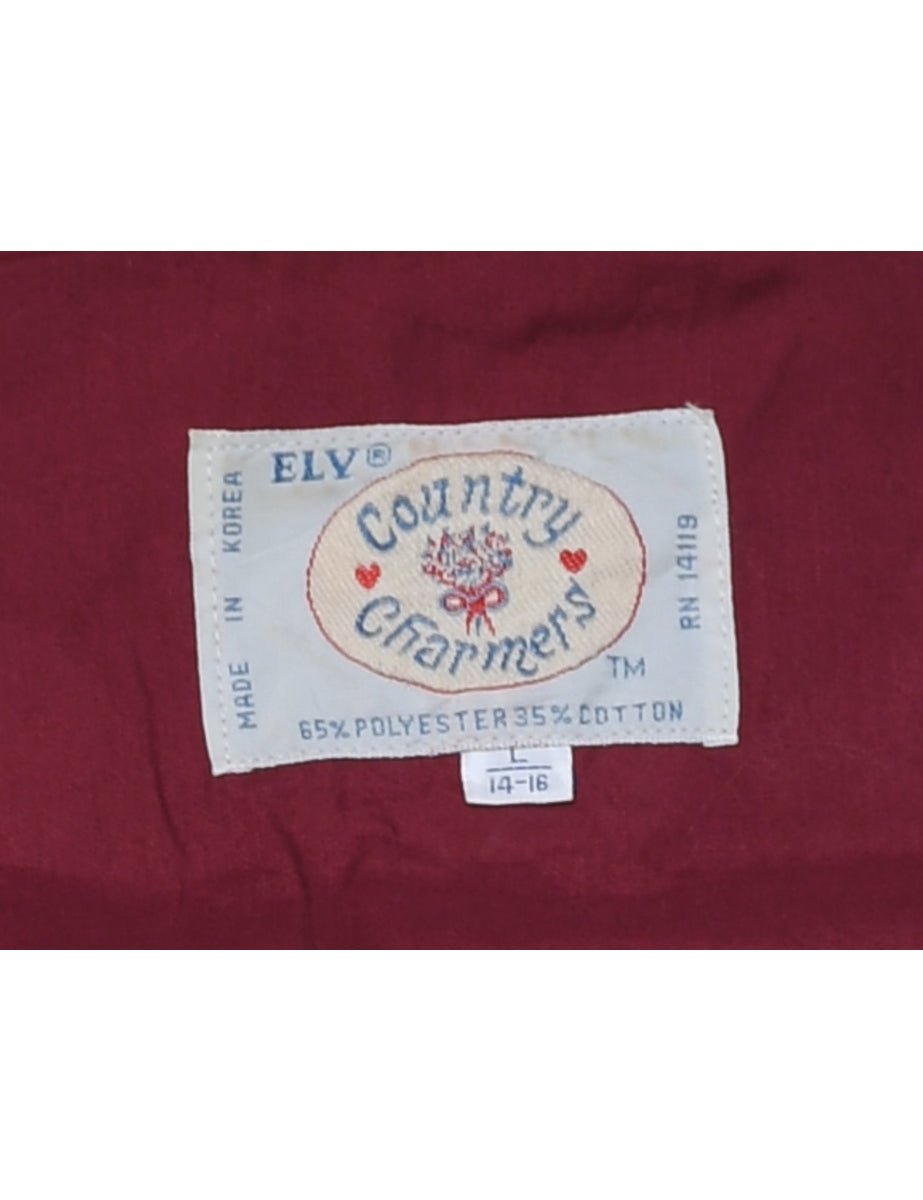 ELY®
Country
Charmers
TM
MADE IN KOREA
RN 14119
65% POLYESTER 35% COTTON
L
14-16